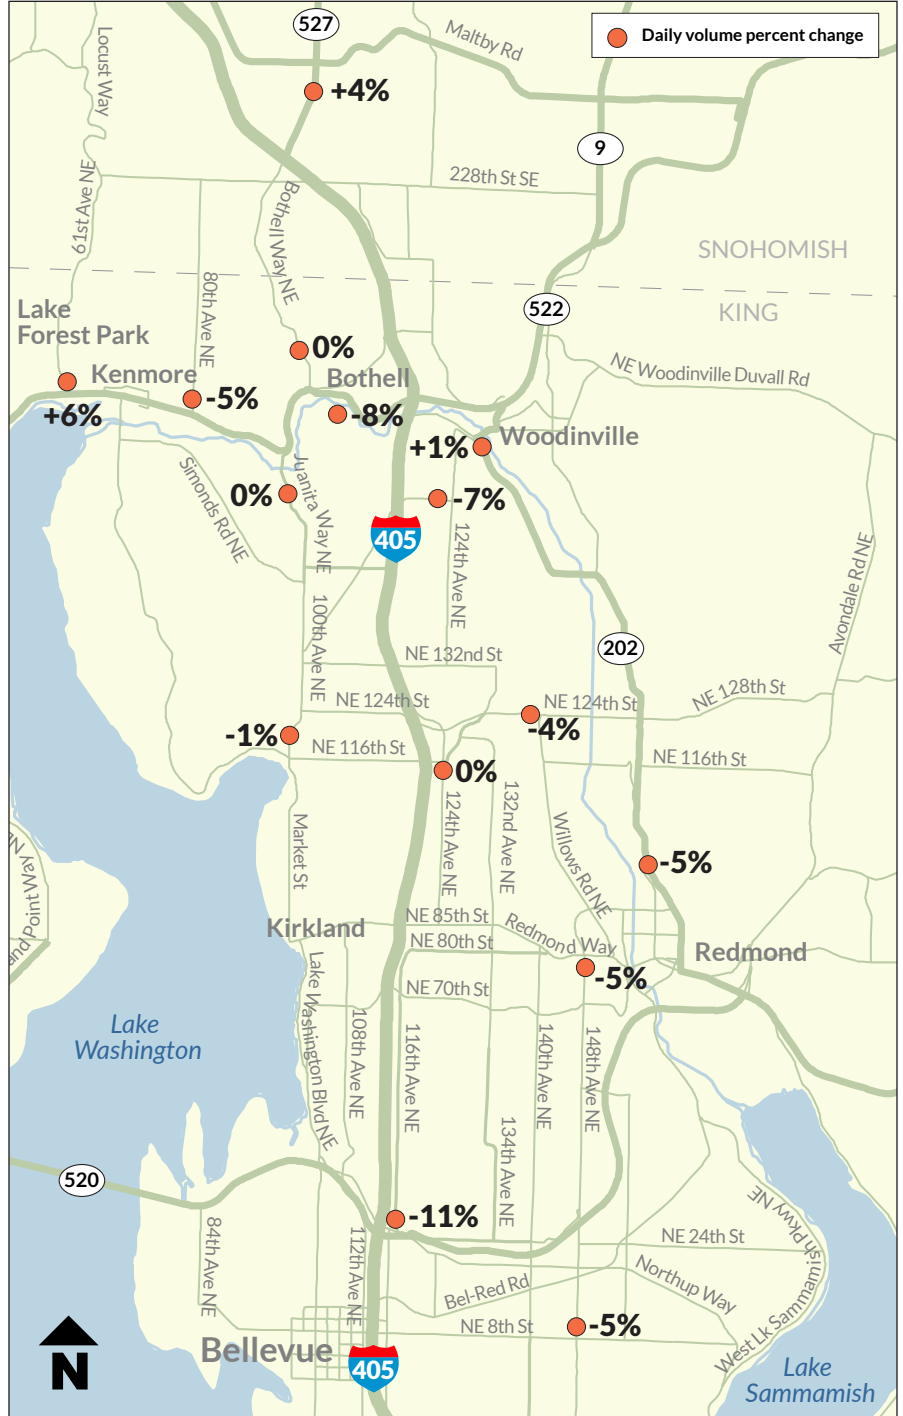 527
Daily volume percent change
Locust Way
Maltby Rd
+4%
9
61st Ave NE
228th St SE
Bothell Way NE
SNOHOMISH
80th Ave NE
KING
Lake
Forest Park
522
0%
NE Woodinville Duvall Rd
Kenmore
Bothell
-5%
+6%
-8%
Woodinville
+1%
Simonds Rd NE
Juanita Way NE
0%
-7%
405
124th Ave NE
Avondale Rd NE
100th Ave NE
202
NE 132nd St
NE 124th St
NE 124th St
NE 128th St
-4%
-1%
NE 116th St
NE 116th St
0%
124th Ave NE
132nd Ave NE
Willows Rd NE
Market St
Point Way N
and P
-5%
Kirkland
NE 85th St
Redmond Way
NE 80th St
Redmond
-5%
Lake Washington Blvd NE
NE 70th St
108th Ave NE
116th Ave NE
140th Ave NE
148th Ave NE
Lake
Washington
134th Ave NE
520
-11%
84th Ave NE
112th Ave NE
NE 24th St
West Lk Sammamish Pkwy NE
Northup Way
Bel-Red Rd
NE 8th St
-5%
Bellevue
405
N
Lake
Sammamish